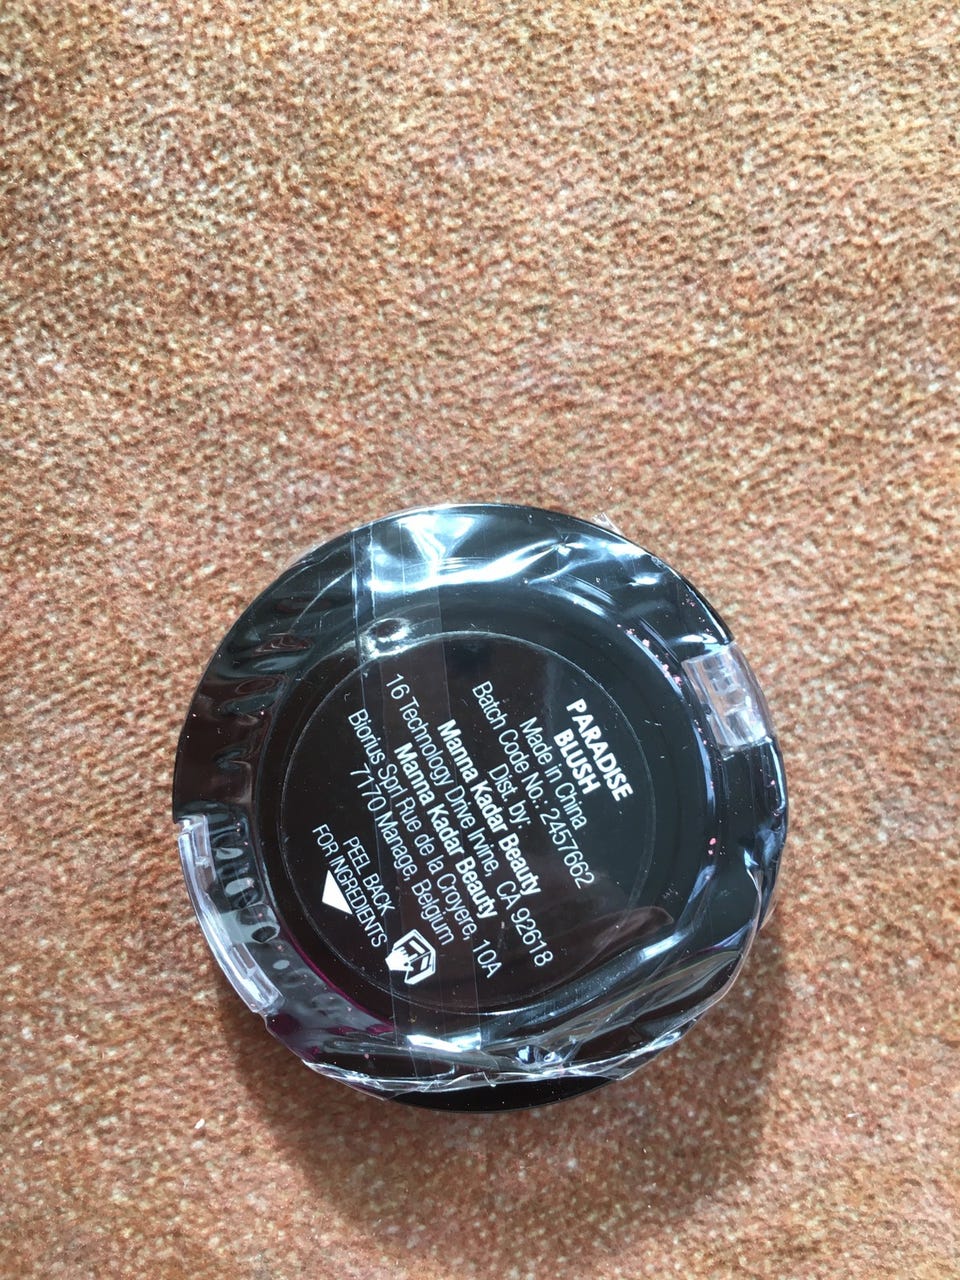 PARADISE
BLUSH
Made in China
Batch Code No.: 2457662
Dist. by:
Manna Kadar Beauty
16 Technology Drive Irvine, CA 92618
Manna Kadar Beauty
Biorius Sprl Rue de la Croyere, 10A
7170 Manage, Belgium
PEEL BACK
FOR INGREDIENTS